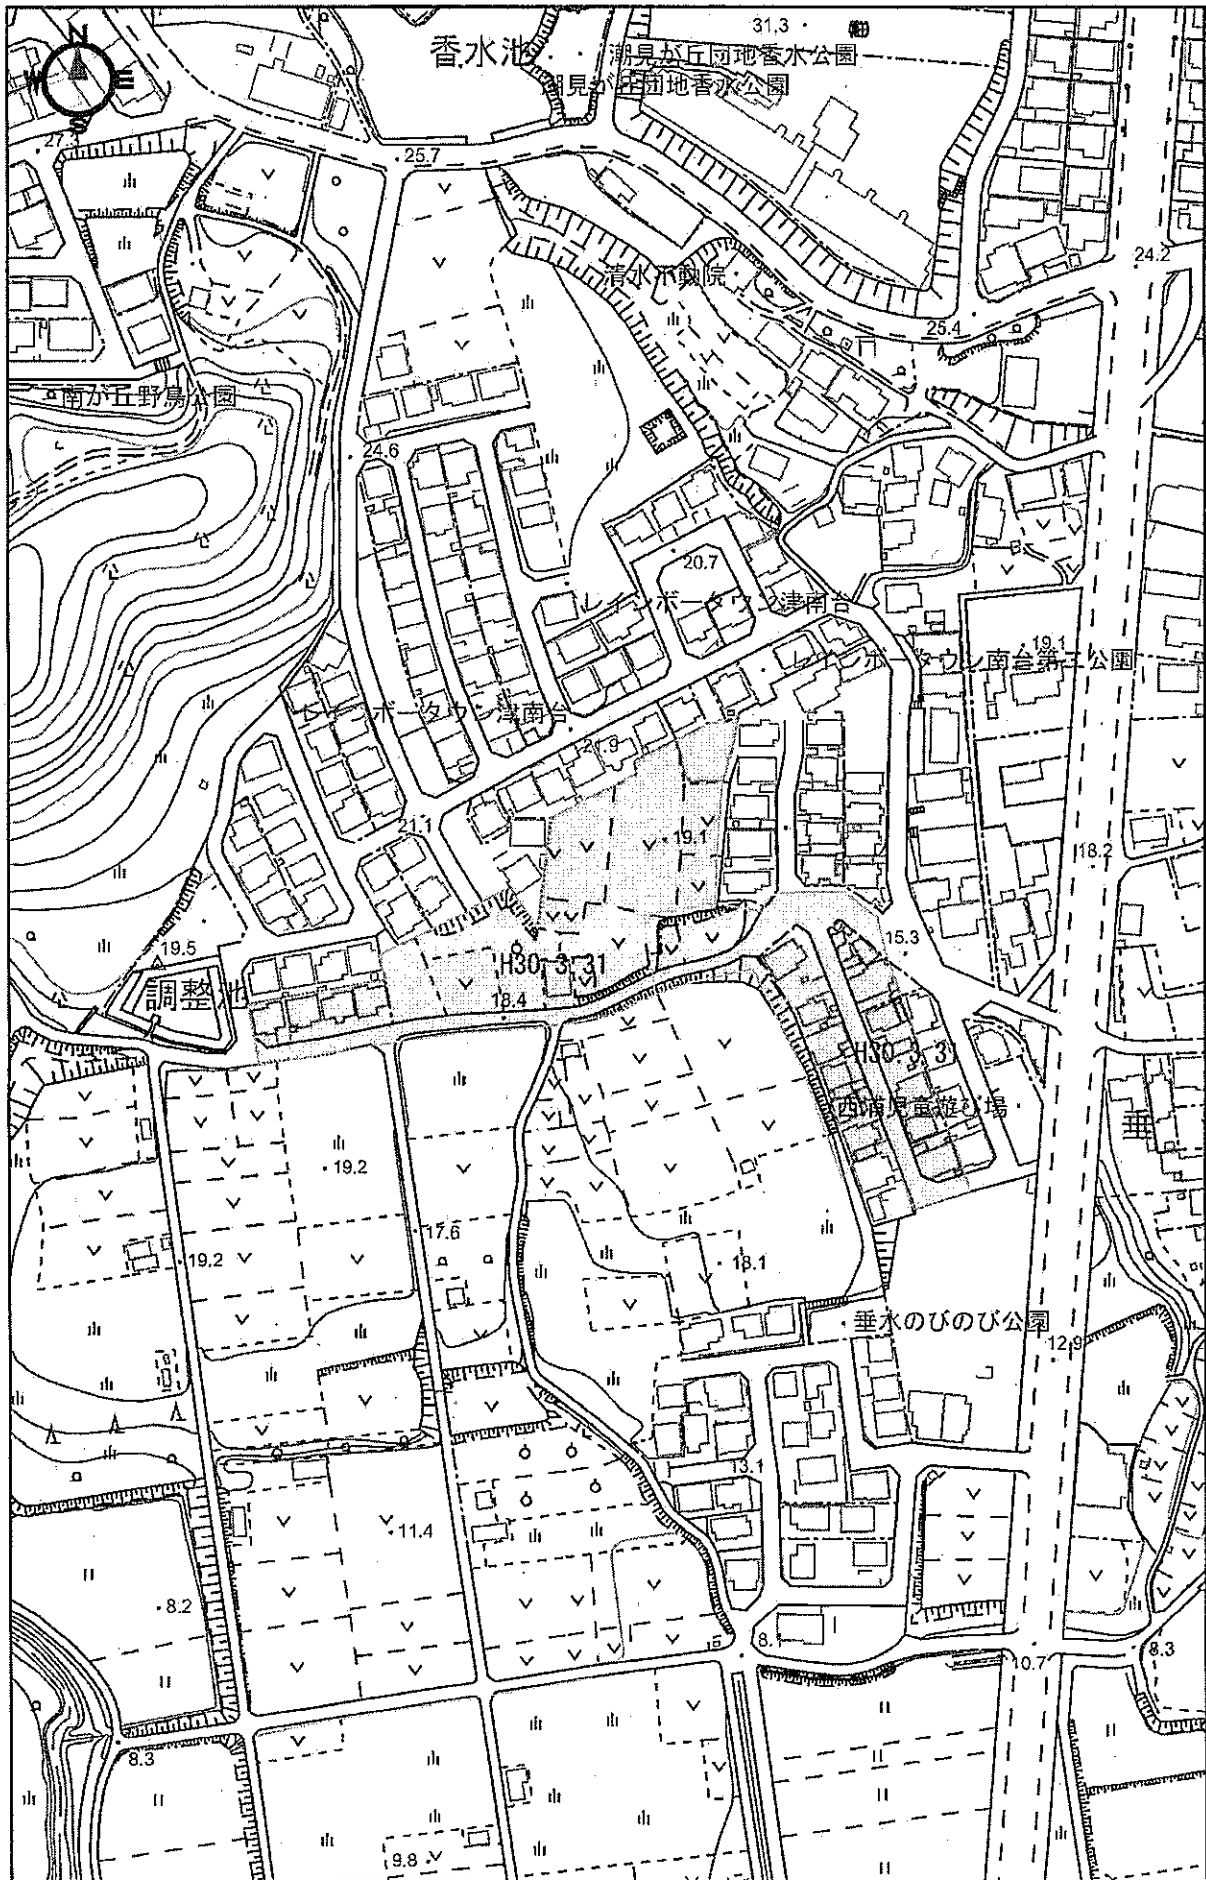 31.3
香水池
潮見が丘団地香水公園
潮見が丘団地香水公園
N
W
E
S
27.3
25.7
清水不動院
24.2
25.4
南が丘野鳥公園
24.6
20.7
レインボータウン津南台
19.1
レインボータウン南台第二公園
レインボータウン津南台
21.9
21.1
19.1
18.2
19.5
15.3
H30.3.31
調整池
18.4
H30.3.31
西浦児童遊び場
垂
19.2
17.6
19.2
18.1
垂水のびのび公園
12.9
13.1
11.4
8.2
8.
8.3
10.7
8.3
9.8